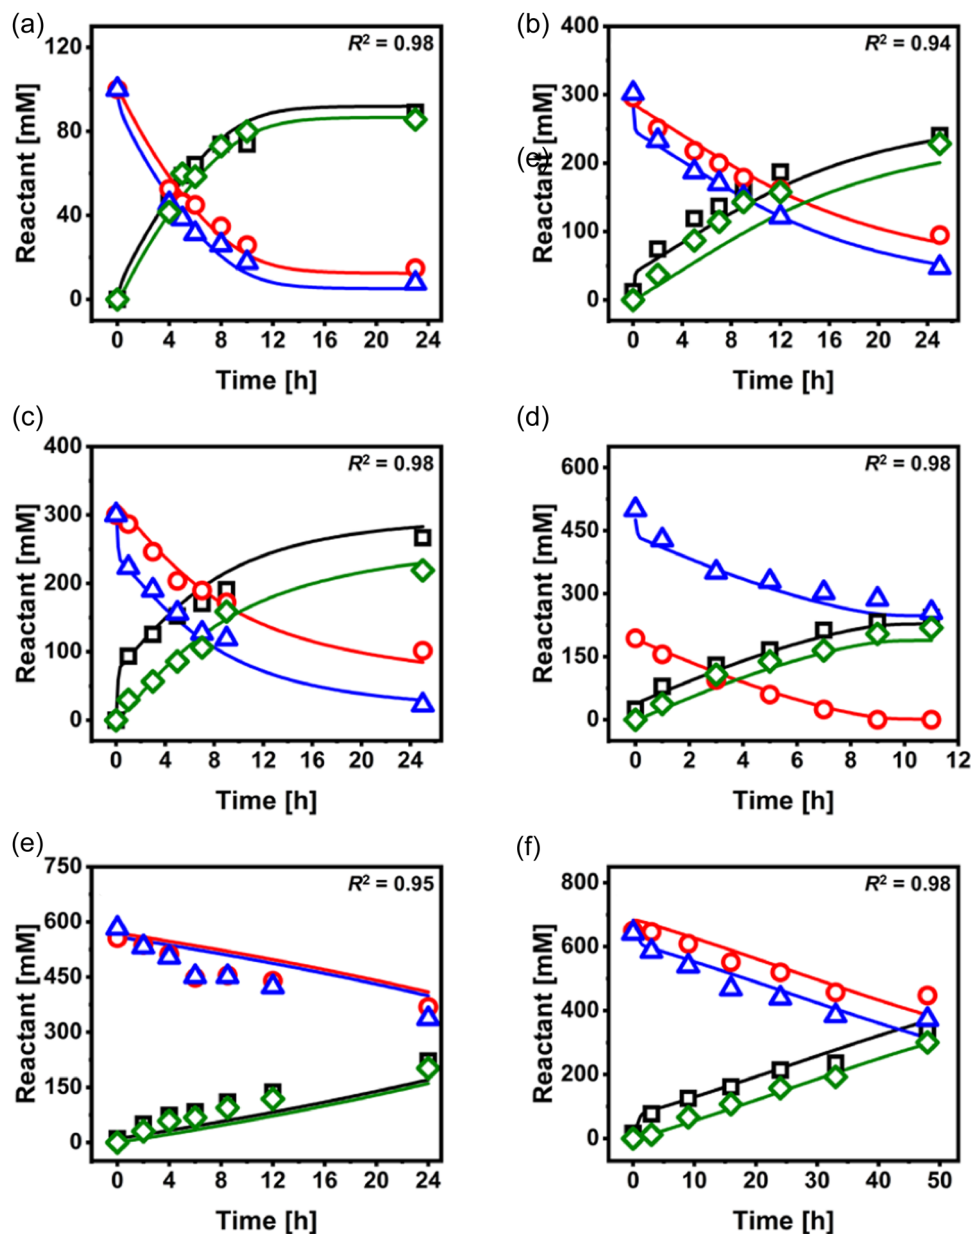 (a)
R² = 0.98
Reactant [mM]
120
80
40
0
0 4 8 12 16 20 24
Time [h]
(b)
R² = 0.94
(e)
Reactant [mM]
400
300
200
100
0
0 4 8 12 16 20 24
Time [h]
(c)
R² = 0.98
Reactant [mM]
400
300
200
100
0
0 4 8 12 16 20 24
Time [h]
(d)
R² = 0.98
Reactant [mM]
600
450
300
150
0
0 2 4 6 8 10 12
Time [h]
(e)
R² = 0.95
Reactant [mM]
750
600
450
300
150
0
0 4 8 12 16 20 24
Time [h]
(f)
R² = 0.98
Reactant [mM]
800
600
400
200
0
0 10 20 30 40 50
Time [h]